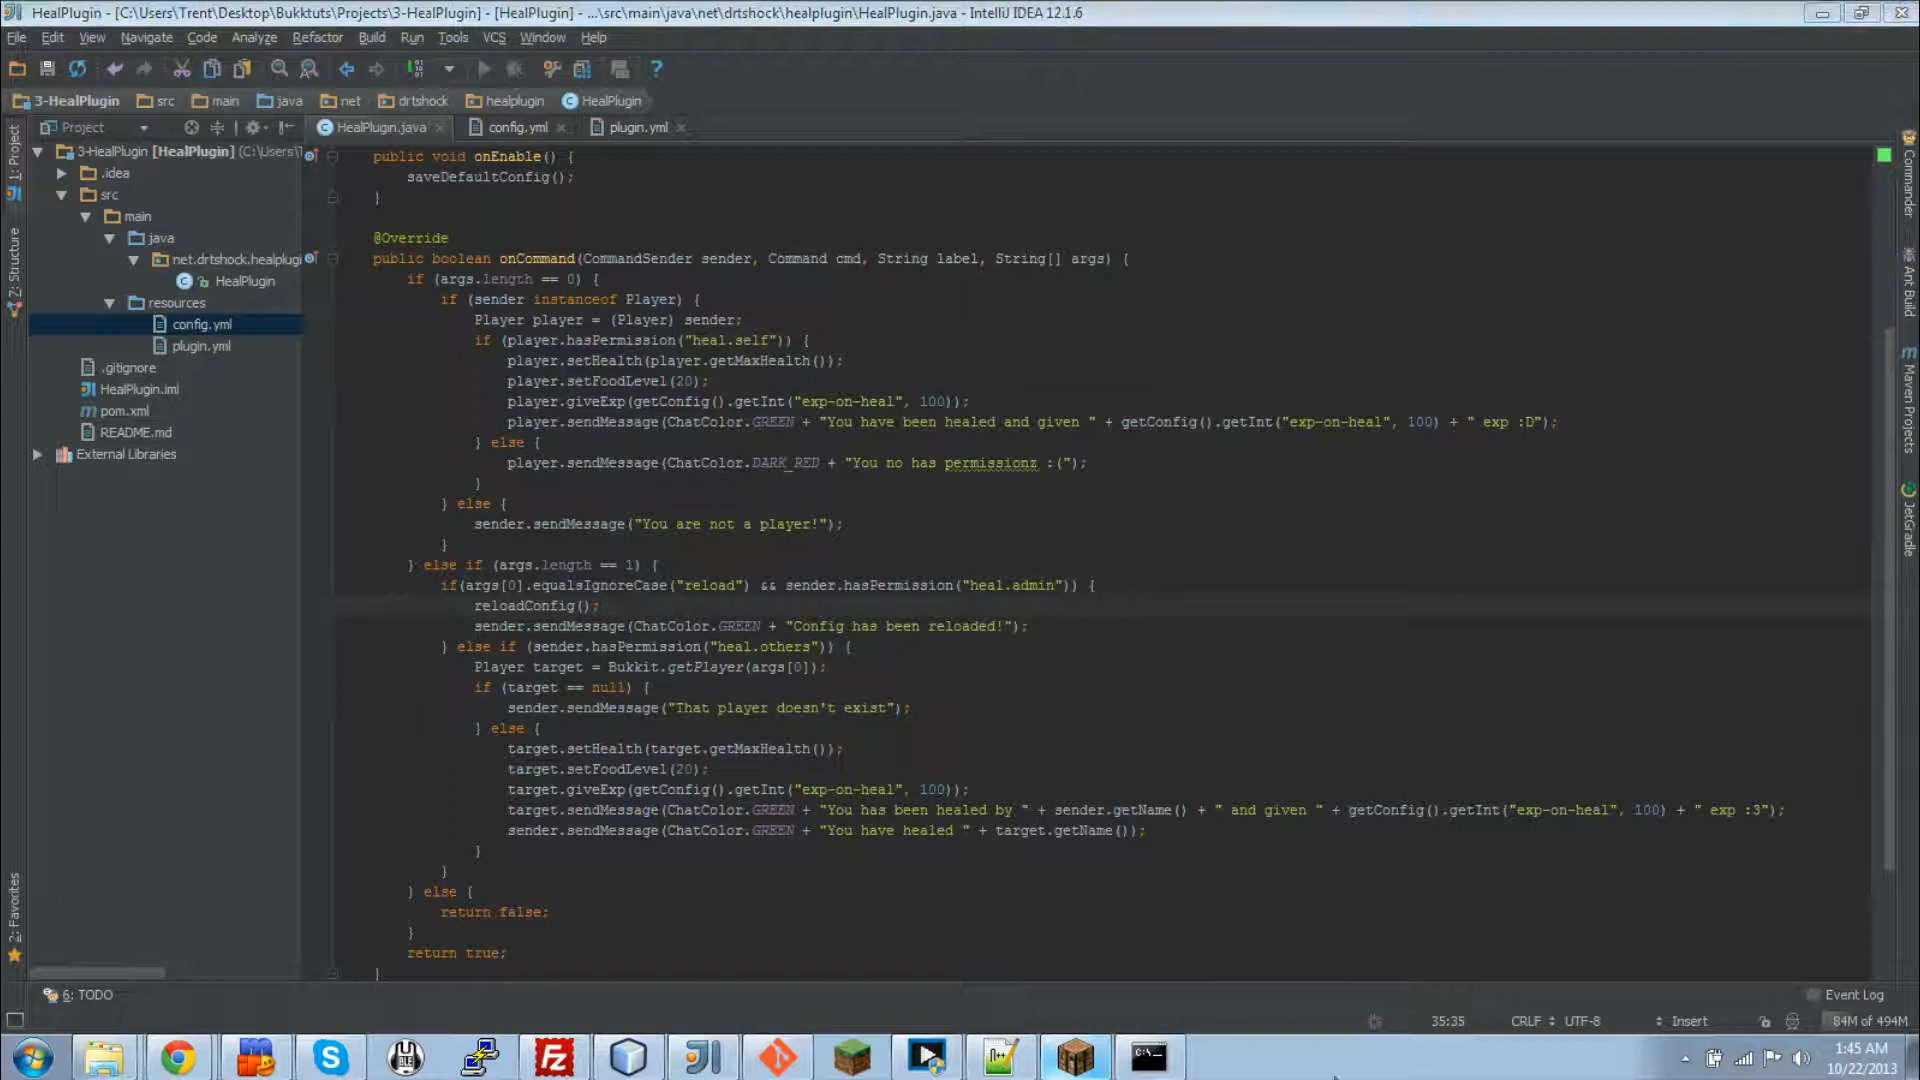 HealPlugin - [C:\Users\Trent\Desktop\Bukktuts\Projects\3-HealPlugin] - [HealPlugin] - ...\src\main\java\net\drtshock\healplugin\HealPlugin.java - IntelliJ IDEA 12.1.6
File Edit View Navigate Code Analyze Refactor Build Run Tools VCS Window Help
3-HealPlugin src main java net drtshock healplugin HealPlugin
Project HealPlugin.java config.yml plugin.yml
1: Project
Z: Structure
2: Favorites
3-HealPlugin [HealPlugin] (C:\Users\T
.idea
src
main
java
net.drtshock.healplugi
HealPlugin
resources
config.yml
plugin.yml
.gitignore
HealPlugin.iml
pom.xml
README.md
External Libraries
public void onEnable() {
saveDefaultConfig();
}
@Override
public boolean onCommand(CommandSender sender, Command cmd, String label, String[] args) {
if (args.length == 0) {
if (sender instanceof Player) {
Player player = (Player) sender;
if (player.hasPermission("heal.self")) {
player.setHealth(player.getMaxHealth());
player.setFoodLevel(20);
player.giveExp(getConfig().getInt("exp-on-heal", 100));
player.sendMessage(ChatColor.GREEN + "You have been healed and given " + getConfig().getInt("exp-on-heal", 100) + " exp :D");
} else {
player.sendMessage(ChatColor.DARK_RED + "You no has permissionz :(");
}
} else {
sender.sendMessage("You are not a player!");
}
} else if (args.length == 1) {
if(args[0].equalsIgnoreCase("reload") && sender.hasPermission("heal.admin")) {
reloadConfig();
sender.sendMessage(ChatColor.GREEN + "Config has been reloaded!");
} else if (sender.hasPermission("heal.others")) {
Player target = Bukkit.getPlayer(args[0]);
if (target == null) {
sender.sendMessage("That player doesn't exist");
} else {
target.setHealth(target.getMaxHealth());
target.setFoodLevel(20);
target.giveExp(getConfig().getInt("exp-on-heal", 100));
target.sendMessage(ChatColor.GREEN + "You has been healed by " + sender.getName() + " and given " + getConfig().getInt("exp-on-heal", 100) + " exp :3");
sender.sendMessage(ChatColor.GREEN + "You have healed " + target.getName());
}
}
} else {
return false;
}
return true;
}
Commander
Ant Build
Maven Projects
JetGradle
6: TODO
Event Log
35:35 CRLF UTF-8 Insert 84M of 494M
1:45 AM
10/22/2013